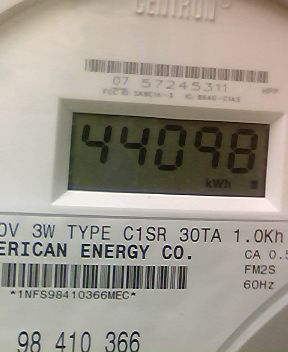 CENTRON®
07 57245311
44098
kWh
0V 3W TYPE C1SR 30TA 1.0Kh
ERICAN ENERGY CO.
CA 0.5
FM2S
60Hz
*1NFS98410366MEC*
98 410 366